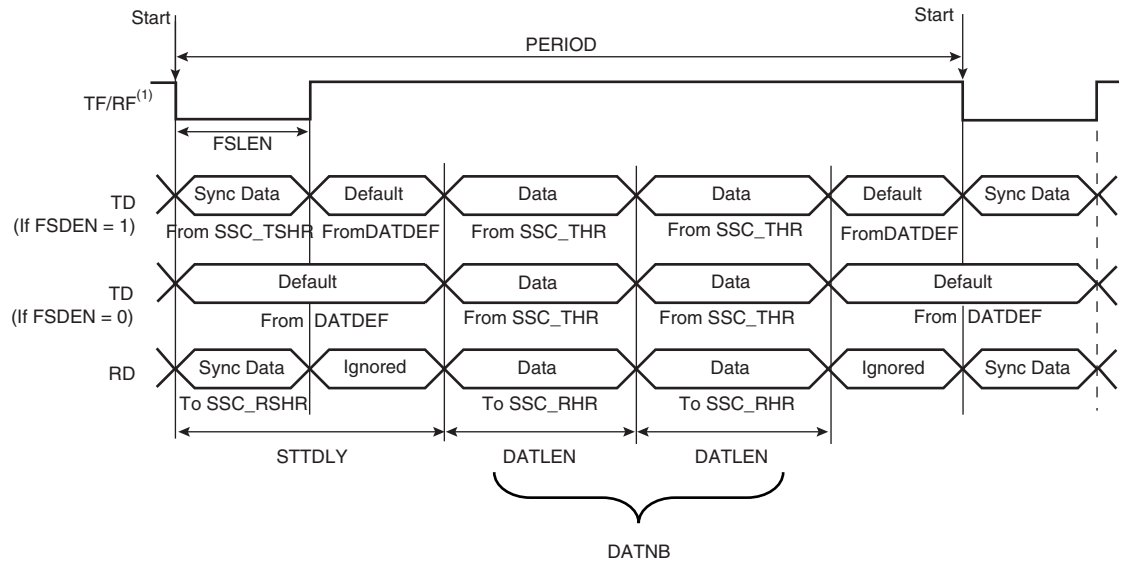 Start
Start
PERIOD
TF/RF(1)
FSLEN
TD
(If FSDEN = 1)
Sync Data
Default
Data
Data
Default
Sync Data
From SSC_TSHR
FromDATDEF
From SSC_THR
From SSC_THR
FromDATDEF
TD
(If FSDEN = 0)
Default
Data
Data
Default
From DATDEF
From SSC_THR
From SSC_THR
From DATDEF
RD
Sync Data
Ignored
Data
Data
Ignored
Sync Data
To SSC_RSHR
To SSC_RHR
To SSC_RHR
STTDLY
DATLEN
DATLEN
DATNB